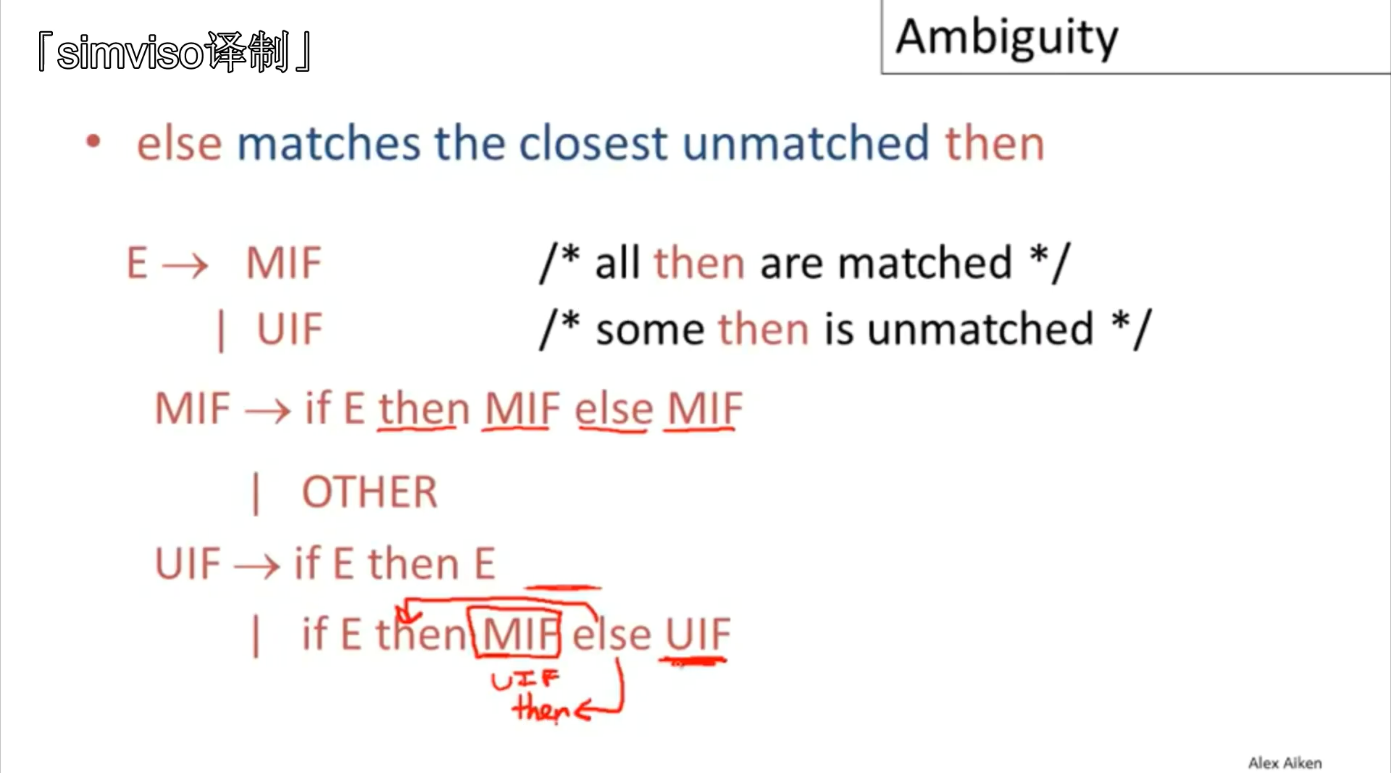 「simviso译制」
Ambiguity
• else matches the closest unmatched then
E → MIF /* all then are matched */
| UIF /* some then is unmatched */
MIF → if E then MIF else MIF
| OTHER
UIF → if E then E
| if E then MIF else UIF
UIF
then
Alex Aiken